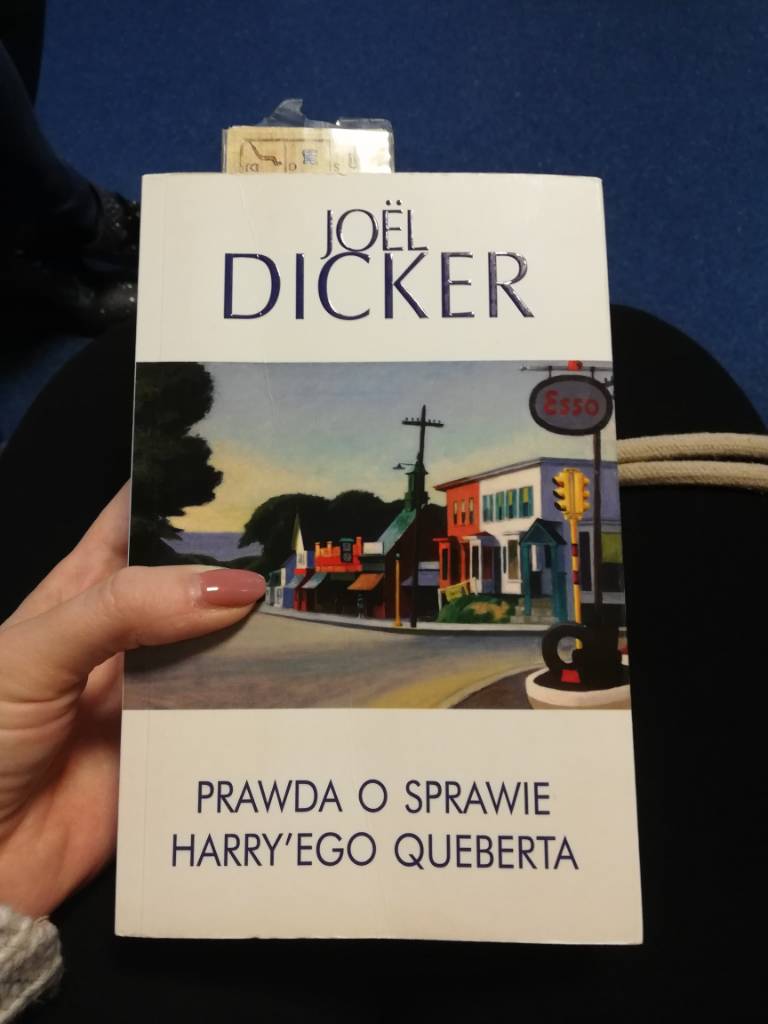 JOËL
DICKER
Esso
PRAWDA O SPRAWIE
HARRY'EGO QUEBERTA